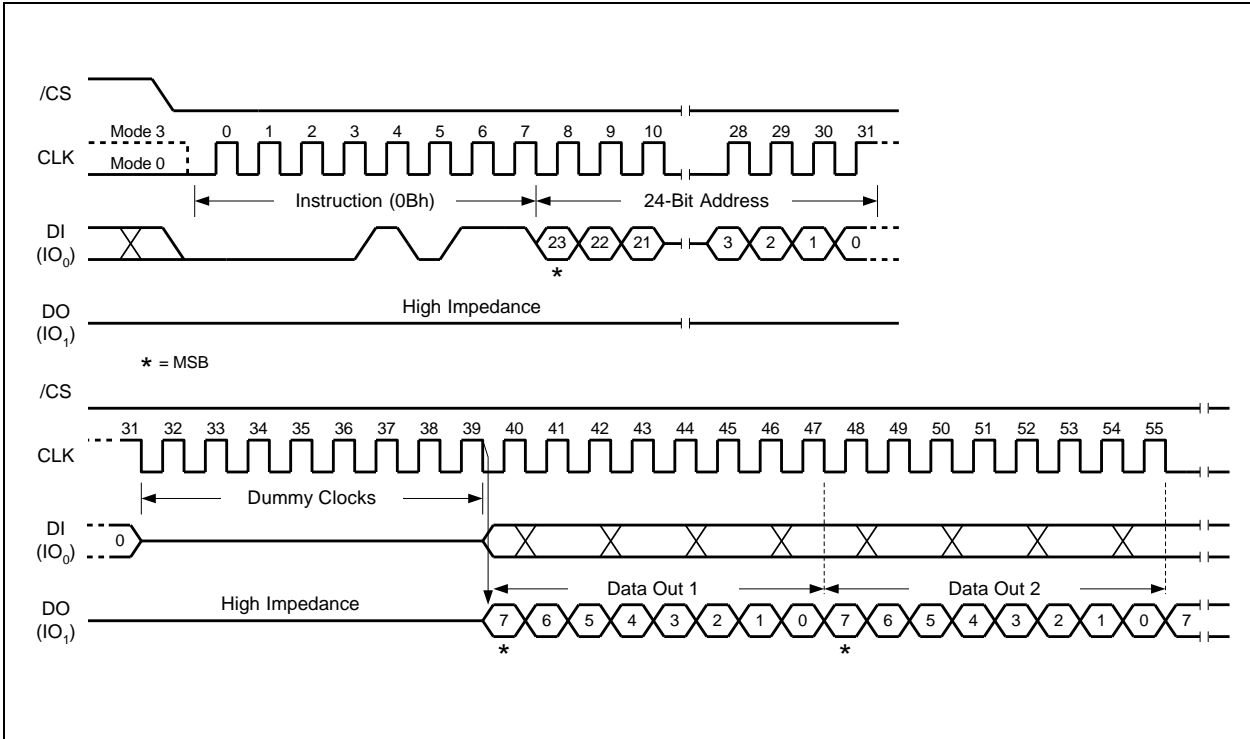 /CS
Mode 3 0 1 2 3 4 5 6 7 8 9 10 28 29 30 31
CLK
Mode 0
Instruction (0Bh) 24-Bit Address
DI
(IO0) 23 22 21 3 2 1 0
*
DO
(IO1) High Impedance
* = MSB
/CS
31 32 33 34 35 36 37 38 39 40 41 42 43 44 45 46 47 48 49 50 51 52 53 54 55
CLK
Dummy Clocks
DI
(IO0) 0
Data Out 1 Data Out 2
DO
(IO1) High Impedance 7 6 5 4 3 2 1 0 7 6 5 4 3 2 1 0 7
* *